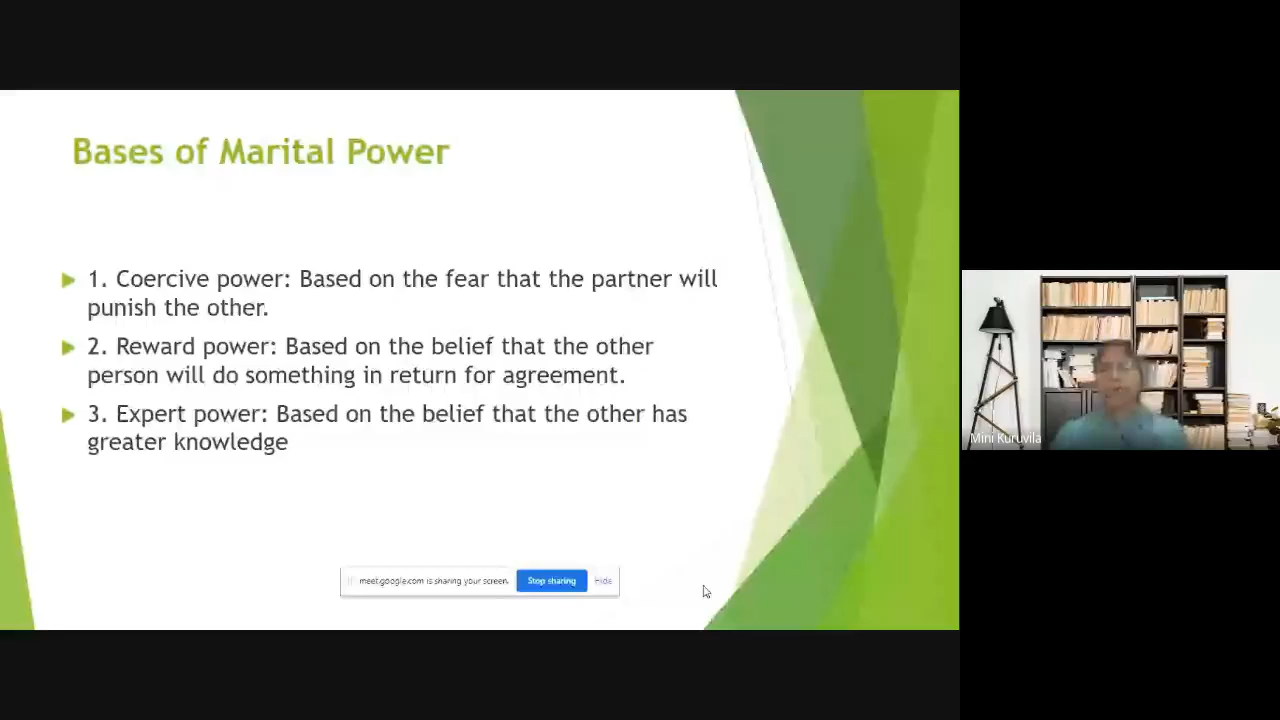 Bases of Marital Power
1. Coercive power: Based on the fear that the partner will
punish the other.
2. Reward power: Based on the belief that the other
person will do something in return for agreement.
3. Expert power: Based on the belief that the other has
greater knowledge
meet.google.com is sharing your screen. Stop sharing Hide
Mini Kuruvila